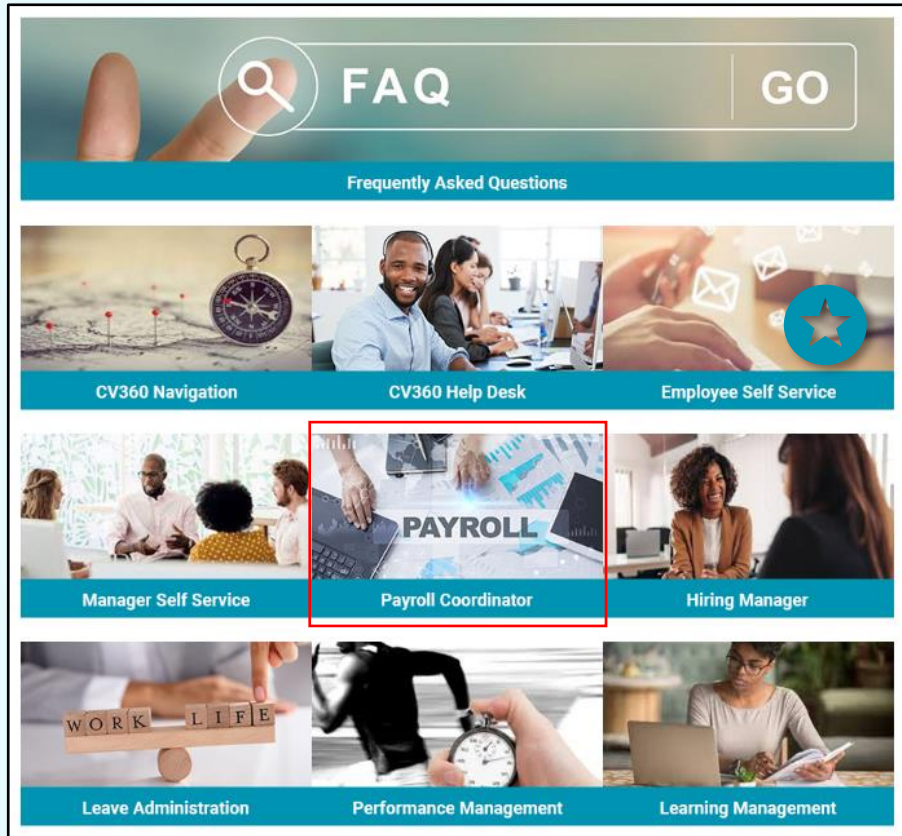 FAQ GO
Frequently Asked Questions
CV360 Navigation
CV360 Help Desk
Employee Self Service
PAYROLL
Manager Self Service
Payroll Coordinator
Hiring Manager
WORK LIFE
Leave Administration
Performance Management
Learning Management